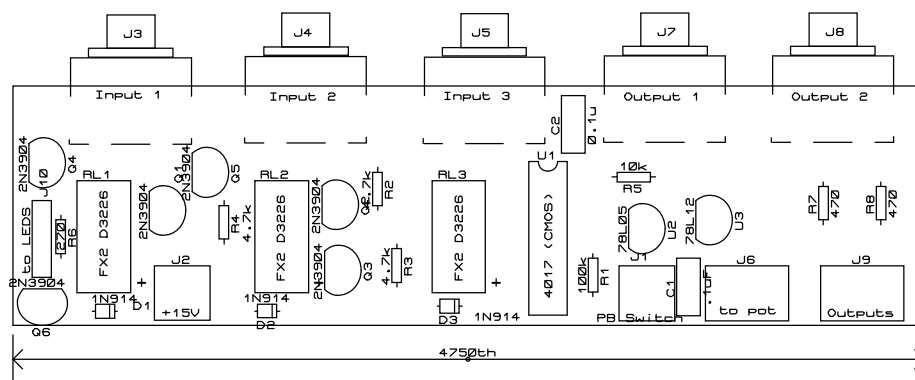 J3
J4
J5
J7
J8
Input 1
Input 2
Input 3
Output 1
Output 2
C2
0.1u
2N3904
Q4
J10
to LEDS
R6
270
2N3904
Q6
RL1
FX2 D3226
+
1N914
D1
Q1
2N3904
2N3904
Q5
R4
4.7k
J2
+15V
RL2
FX2 D3226
1N914
D2
2N3904
4.7k
R2
2N3904
Q3
4.7k
R3
RL3
FX2 D3226
+
D3
1N914
U1
4017 (CMOS)
10k
R5
100k
R1
78L05
U2
78L12
U3
J1
PB Switch
C1
.1uF
J6
to pot
R7
470
R8
470
J9
Outputs
4750th